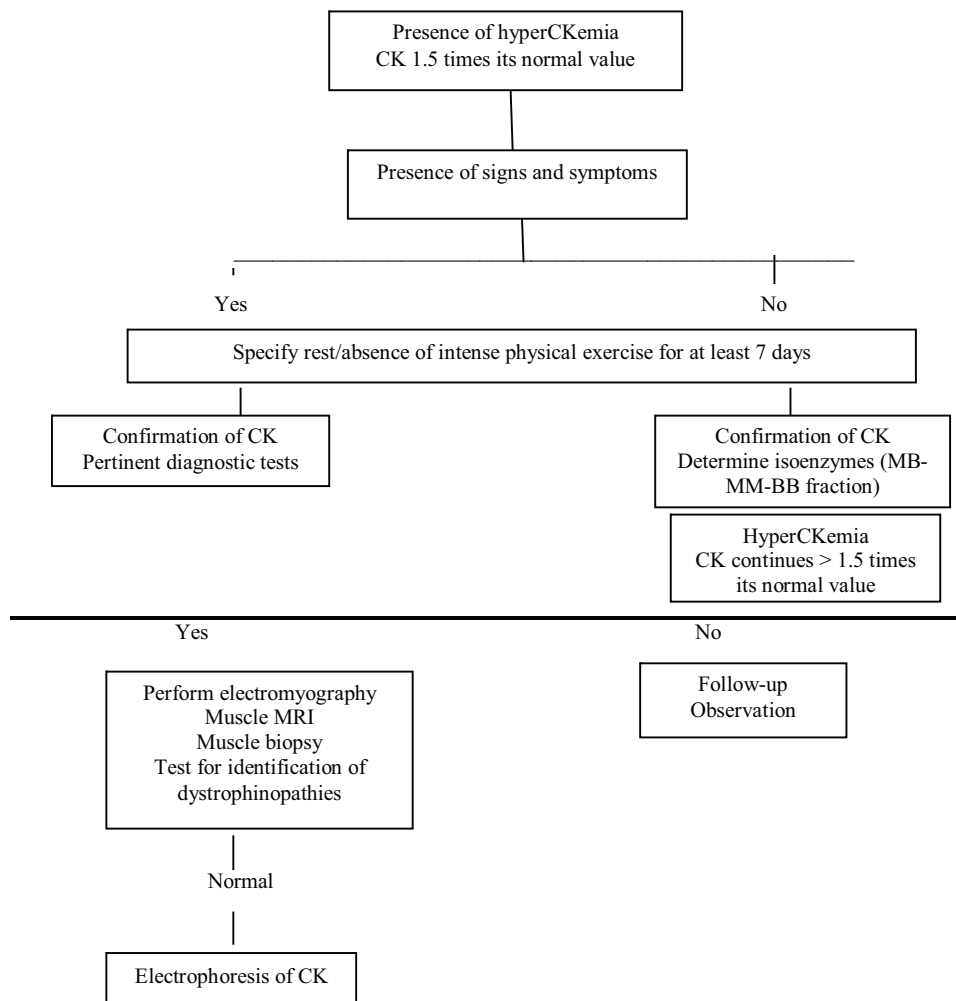 Presence of hyperCKemia
CK 1.5 times its normal value
Presence of signs and symptoms
Yes
No
Specify rest/absence of intense physical exercise for at least 7 days
Confirmation of CK
Pertinent diagnostic tests
Confirmation of CK
Determine isoenzymes (MB-
MM-BB fraction)
HyperCKemia
CK continues > 1.5 times
its normal value
Yes
No
Perform electromyography
Muscle MRI
Muscle biopsy
Test for identification of
dystrophinopathies
Follow-up
Observation
Normal
Electrophoresis of CK